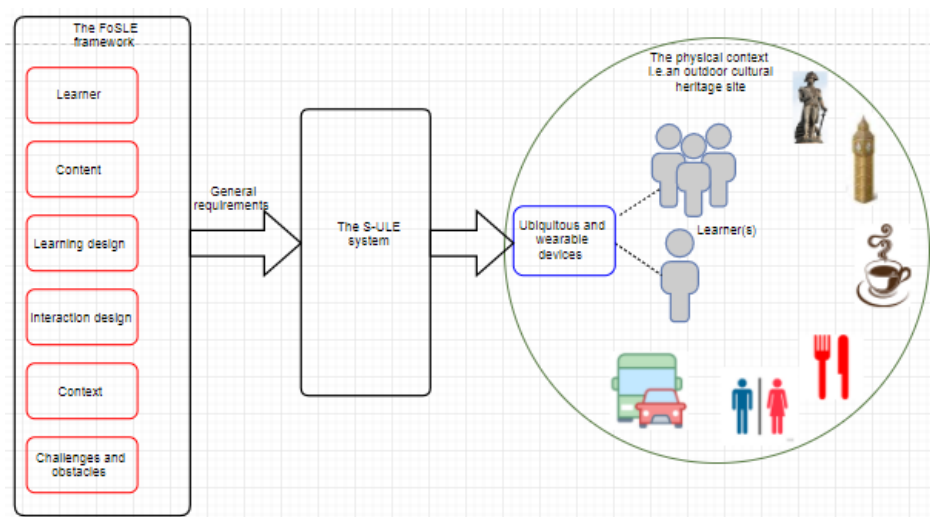 The FoSLE
framework
Learner
Content
Learning design
Interaction design
Context
Challenges and
obstacles
General
requirements
The S-ULE
system
Ubiquitous and
wearable
devices
The physical context
i.e.an outdoor cultural
heritage site
Learner(s)